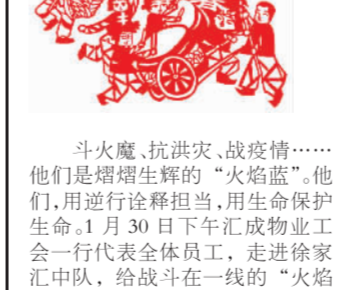 斗火魔、抗洪灾、战疫情……
他们是熠熠生辉的“火焰蓝”。他
们,用逆行诠释担当,用生命保护
生命。1月30日下午汇成物业工
会一行代表全体员工，走进徐家
汇中队，给战斗在一线的“火焰